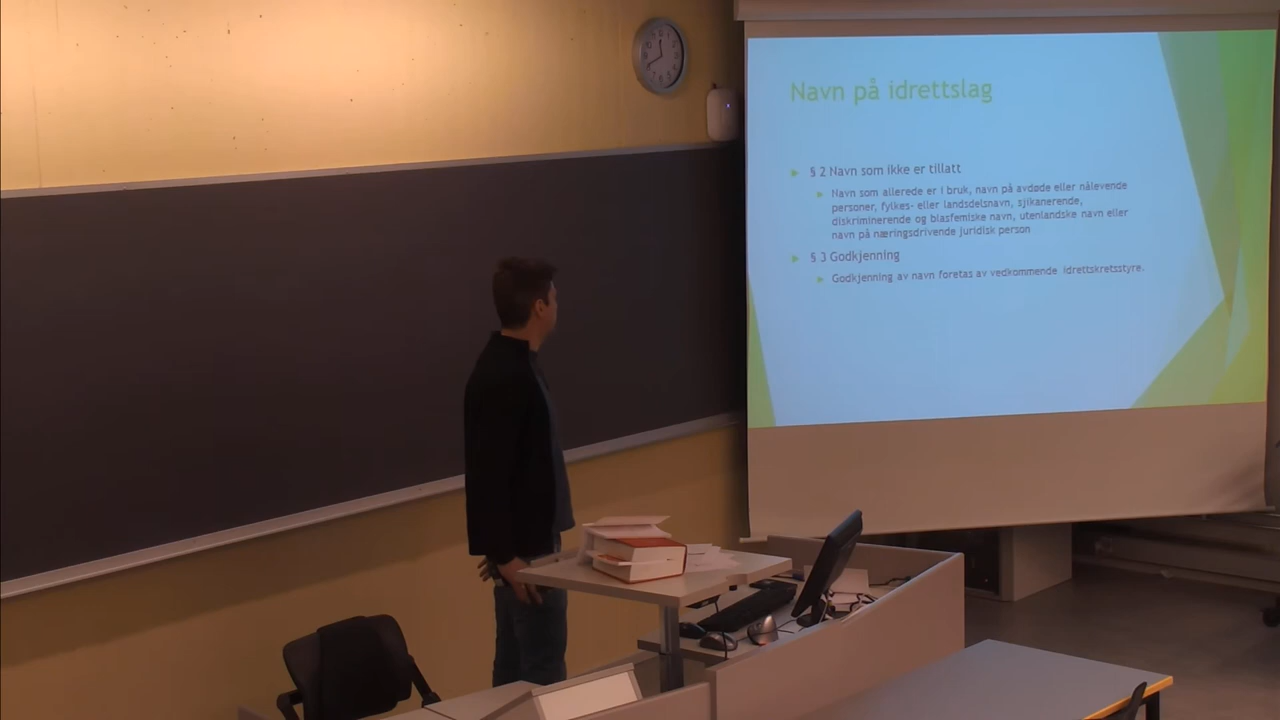 Navn på idrettslag
§ 2 Navn som ikke er tillatt
Navn som allerede er i bruk, navn på avdøde eller nålevende
personer, fylkes- eller landsdelsnavn, sjikanerende,
diskriminerende og blasfemiske navn, utenlandske navn eller
navn på næringsdrivende juridisk person
§ 3 Godkjenning
Godkjenning av navn foretas av vedkommende idrettskretsstyre.